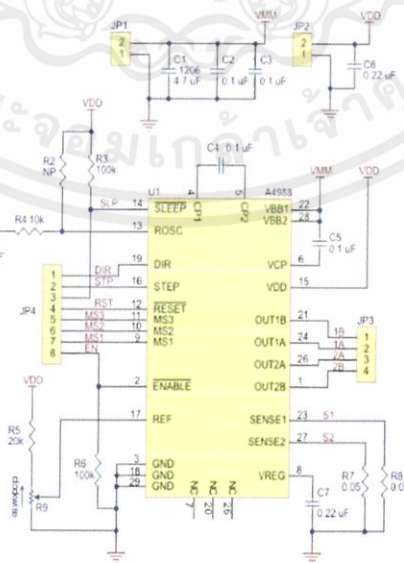 JP1
2
1
VMM
C1
1206
4.7 uF
C2
0.1 uF
C3
0.1 uF
JP2
2
1
VDD
C6
0.22 uF
VDD
R2
NP
R3
100k
C4 0.1 uF
U1
A4988
4
5
CP1
CP2
VMM
VDD
R4 10k
SLP
14
SLEEP
13
ROSC
DIR
19
DIR
STP
16
STEP
RST
12
RESET
MS3
11
MS3
MS2
10
MS2
MS1
9
MS1
EN
JP4
1
2
3
4
5
6
7
8
2
ENABLE
17
REF
3
GND
18
GND
29
GND
VBB1
22
VBB2
28
C5
0.1 uF
VCP
6
VDD
15
OUT1B
21
1B
OUT1A
24
1A
OUT2A
26
2A
OUT2B
1
2B
JP3
1
2
3
4
SENSE1
23
S1
SENSE2
27
S2
VREG
8
C7
0.22 uF
R7
0.05
R8
VDD
R5
20k
R9
R6
100k
NC
NC
NC
7
20
25